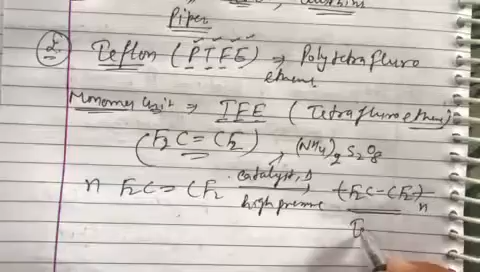 Pipes
② Teflon (PTFE) → Polytetrafluro
ethene
Monomer Unit → TFE (Tetrafluroethene)
(F₂C = CF₂) , (NH₄)₂ S₂O₈
n F₂C = CF₂ catalyst, Δ (F₂C - CF₂)n
high pressure